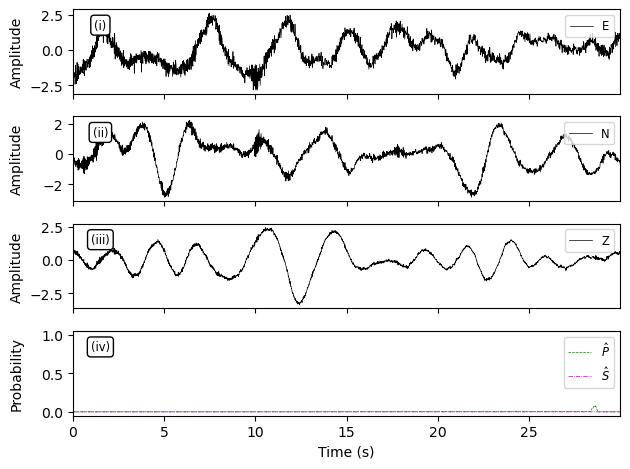 2.5
0.0
−2.5
Amplitude
(i)
E
2
0
−2
Amplitude
(ii)
N
2.5
0.0
−2.5
Amplitude
(iii)
Z
1.0
0.5
0.0
Probability
(iv)
P̂
Ŝ
0 5 10 15 20 25
Time (s)